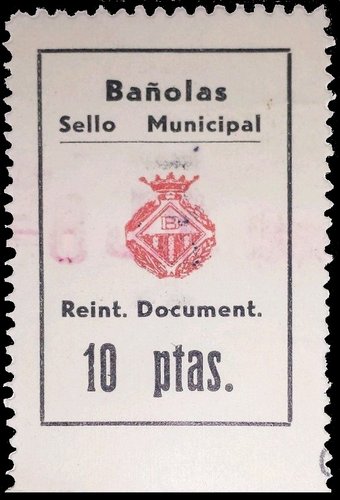 Bañolas
Sello Municipal
B
Reint. Document.
10 ptas.